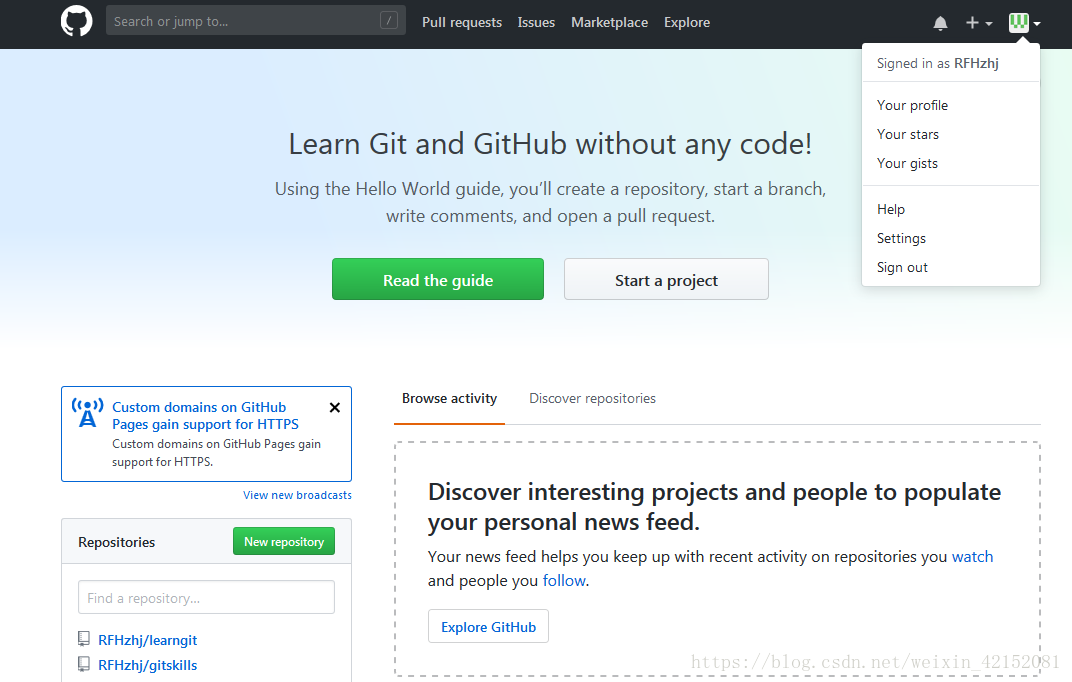 Search or jump to...
/
Pull requests
Issues
Marketplace
Explore
Signed in as RFHzhj
Your profile
Your stars
Your gists
Help
Settings
Sign out
Learn Git and GitHub without any code!
Using the Hello World guide, you’ll create a repository, start a branch,
write comments, and open a pull request.
Read the guide
Start a project
Custom domains on GitHub
Pages gain support for HTTPS
Custom domains on GitHub Pages gain
support for HTTPS.
View new broadcasts
Repositories
New repository
Find a repository...
RFHzhj/learngit
RFHzhj/gitskills
Browse activity
Discover repositories
Discover interesting projects and people to populate
your personal news feed.
Your news feed helps you keep up with recent activity on repositories you watch
and people you follow.
Explore GitHub
https://blog.csdn.net/weixin_42152081